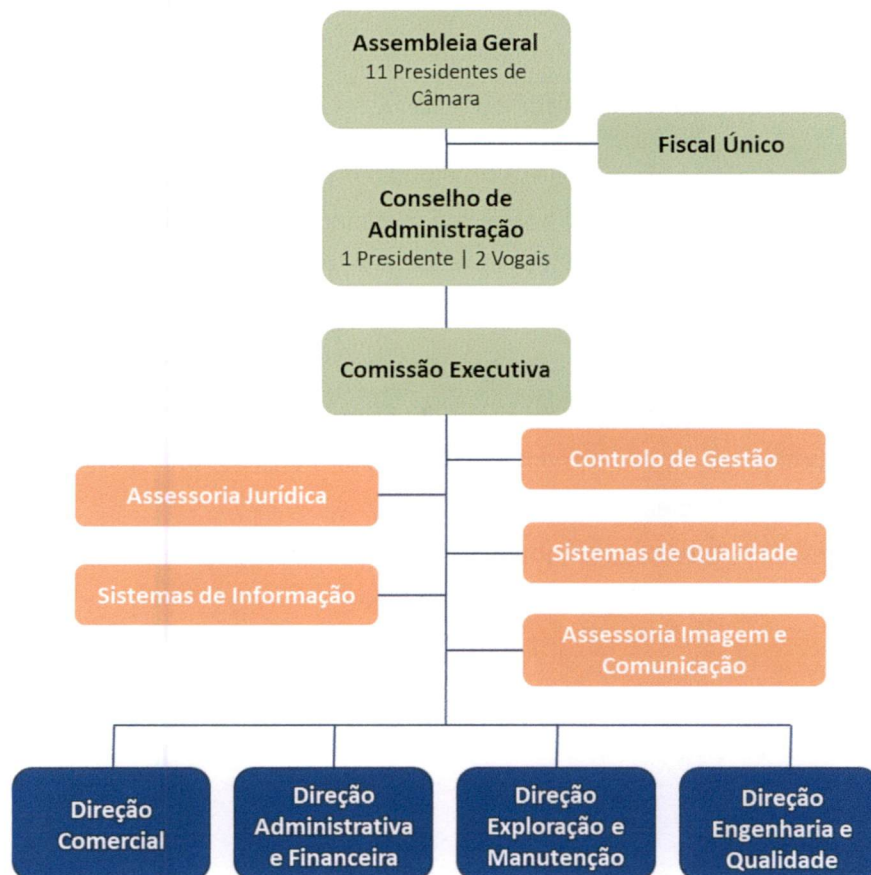 Assembleia Geral
11 Presidentes de
Câmara
Fiscal Único
Conselho de
Administração
1 Presidente | 2 Vogais
Comissão Executiva
Controlo de Gestão
Assessoria Jurídica
Sistemas de Qualidade
Sistemas de Informação
Assessoria Imagem e
Comunicação
Direção
Comercial
Direção
Administrativa
e Financeira
Direção
Exploração e
Manutenção
Direção
Engenharia e
Qualidade